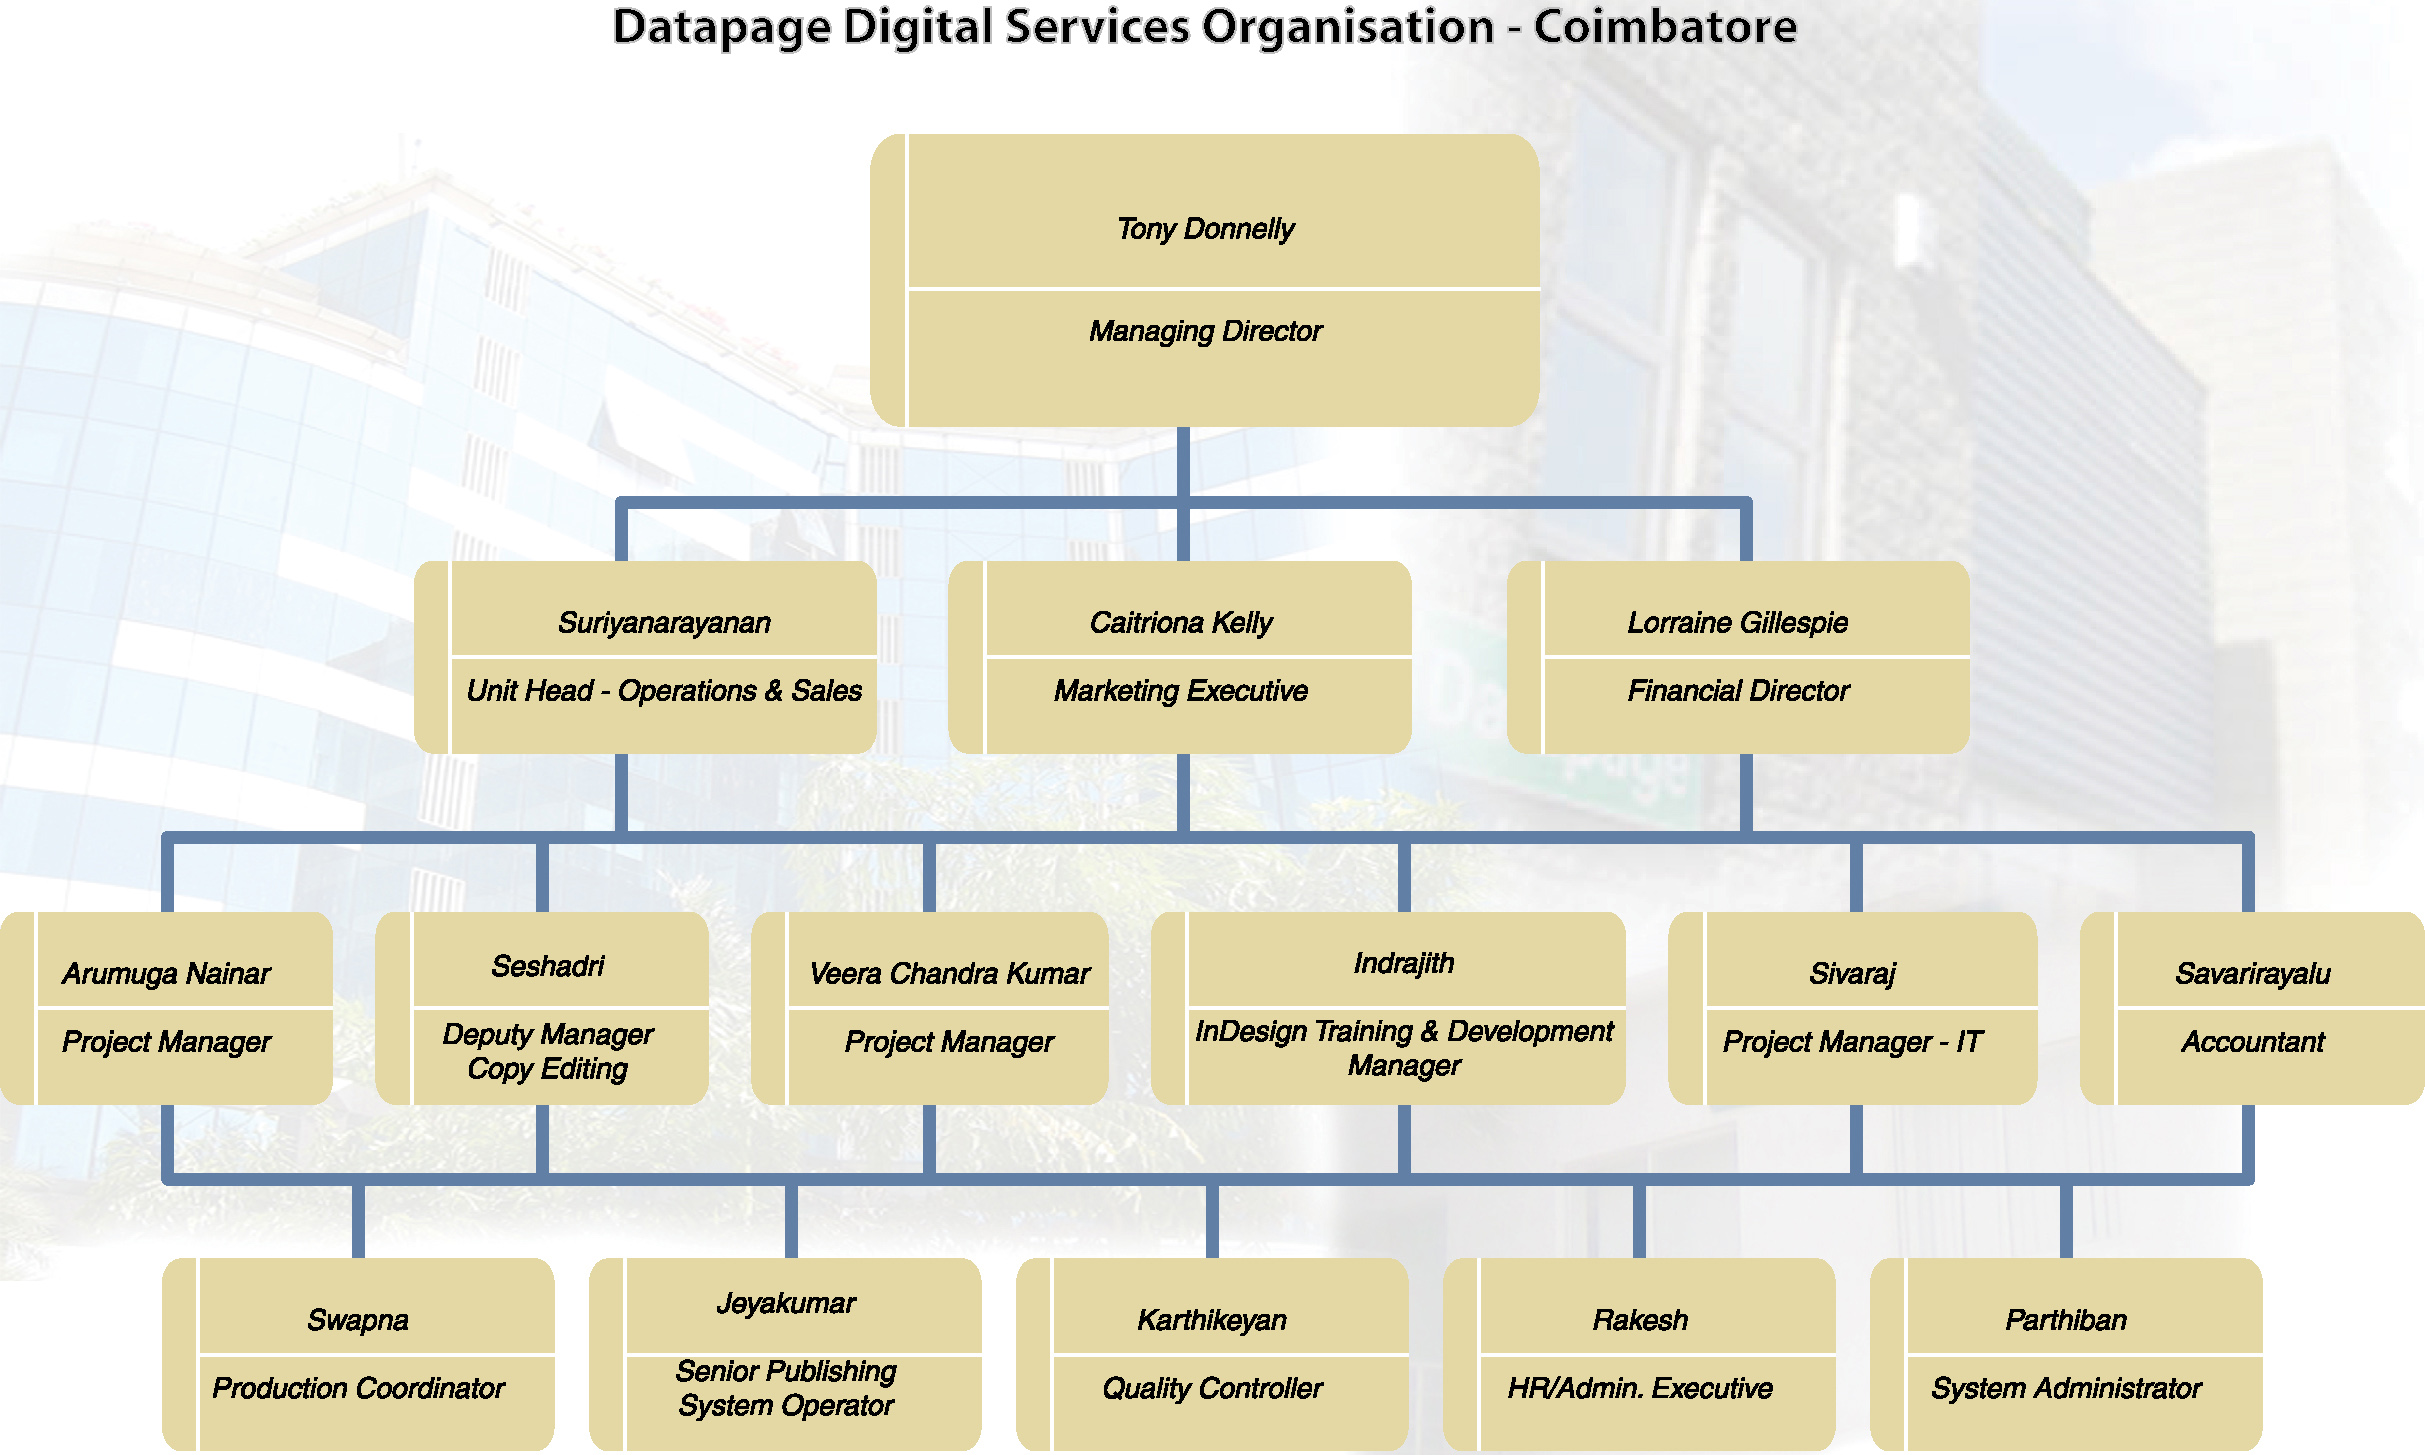 Datapage Digital Services Organisation - Coimbatore
Tony Donnelly
Managing Director
Suriyanarayanan
Unit Head - Operations & Sales
Caitriona Kelly
Marketing Executive
Lorraine Gillespie
Financial Director
Arumuga Nainar
Project Manager
Seshadri
Deputy Manager
Copy Editing
Veera Chandra Kumar
Project Manager
Indrajith
InDesign Training & Development
Manager
Sivaraj
Project Manager - IT
Savarirayalu
Accountant
Swapna
Production Coordinator
Jeyakumar
Senior Publishing
System Operator
Karthikeyan
Quality Controller
Rakesh
HR/Admin. Executive
Parthiban
System Administrator